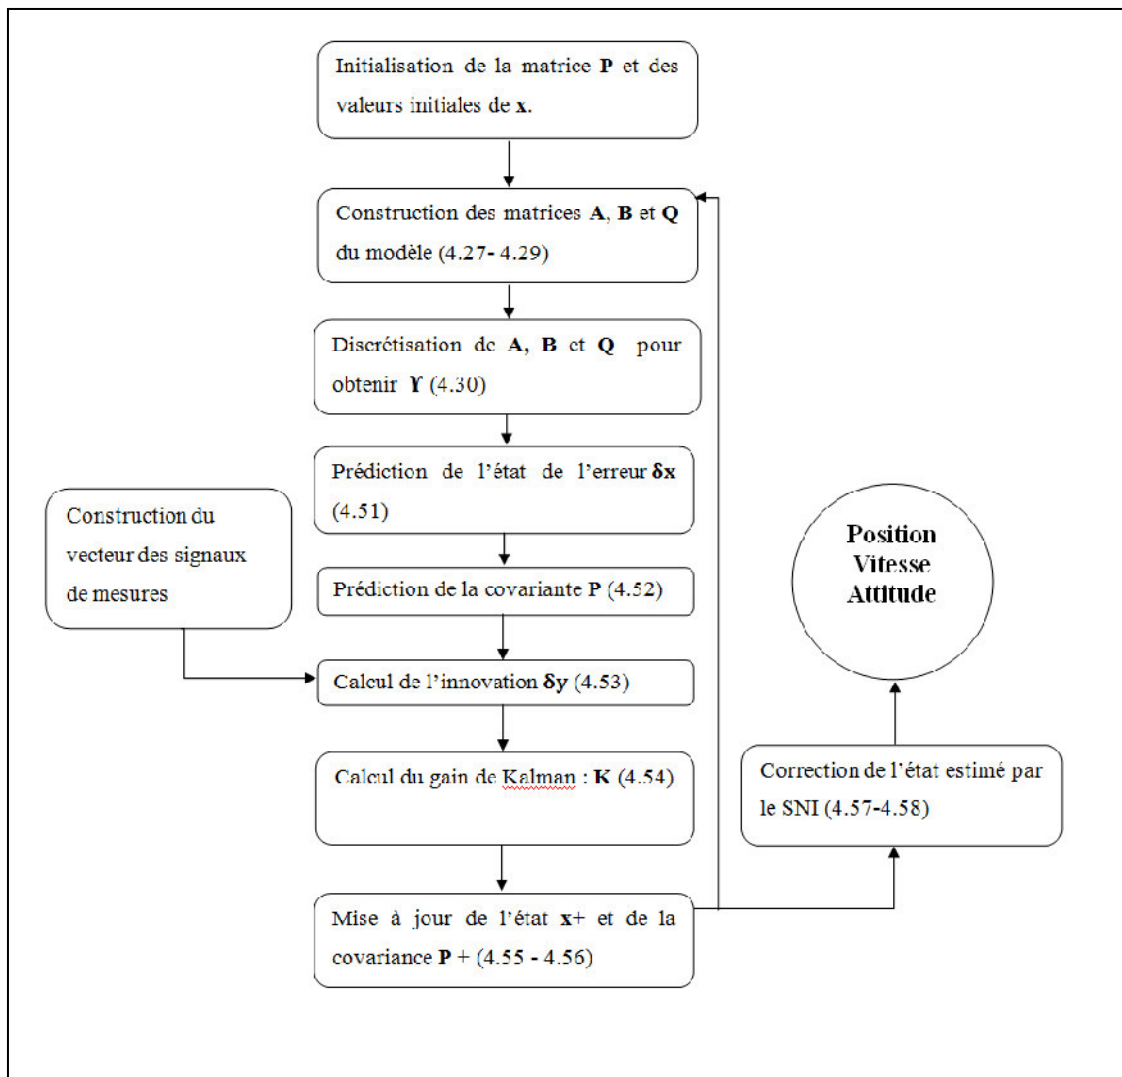 Initialisation de la matrice P et des
valeurs initiales de x.
Construction des matrices A, B et Q
du modèle (4.27- 4.29)
Discrétisation de A, B et Q pour
obtenir ϒ (4.30)
Prédiction de l’état de l’erreur δx
(4.51)
Construction du
vecteur des signaux
de mesures
Prédiction de la covariante P (4.52)
Calcul de l’innovation δy (4.53)
Calcul du gain de Kalman : K (4.54)
Mise à jour de l’état x+ et de la
covariance P + (4.55 - 4.56)
Correction de l’état estimé par
le SNI (4.57-4.58)
Position
Vitesse
Attitude